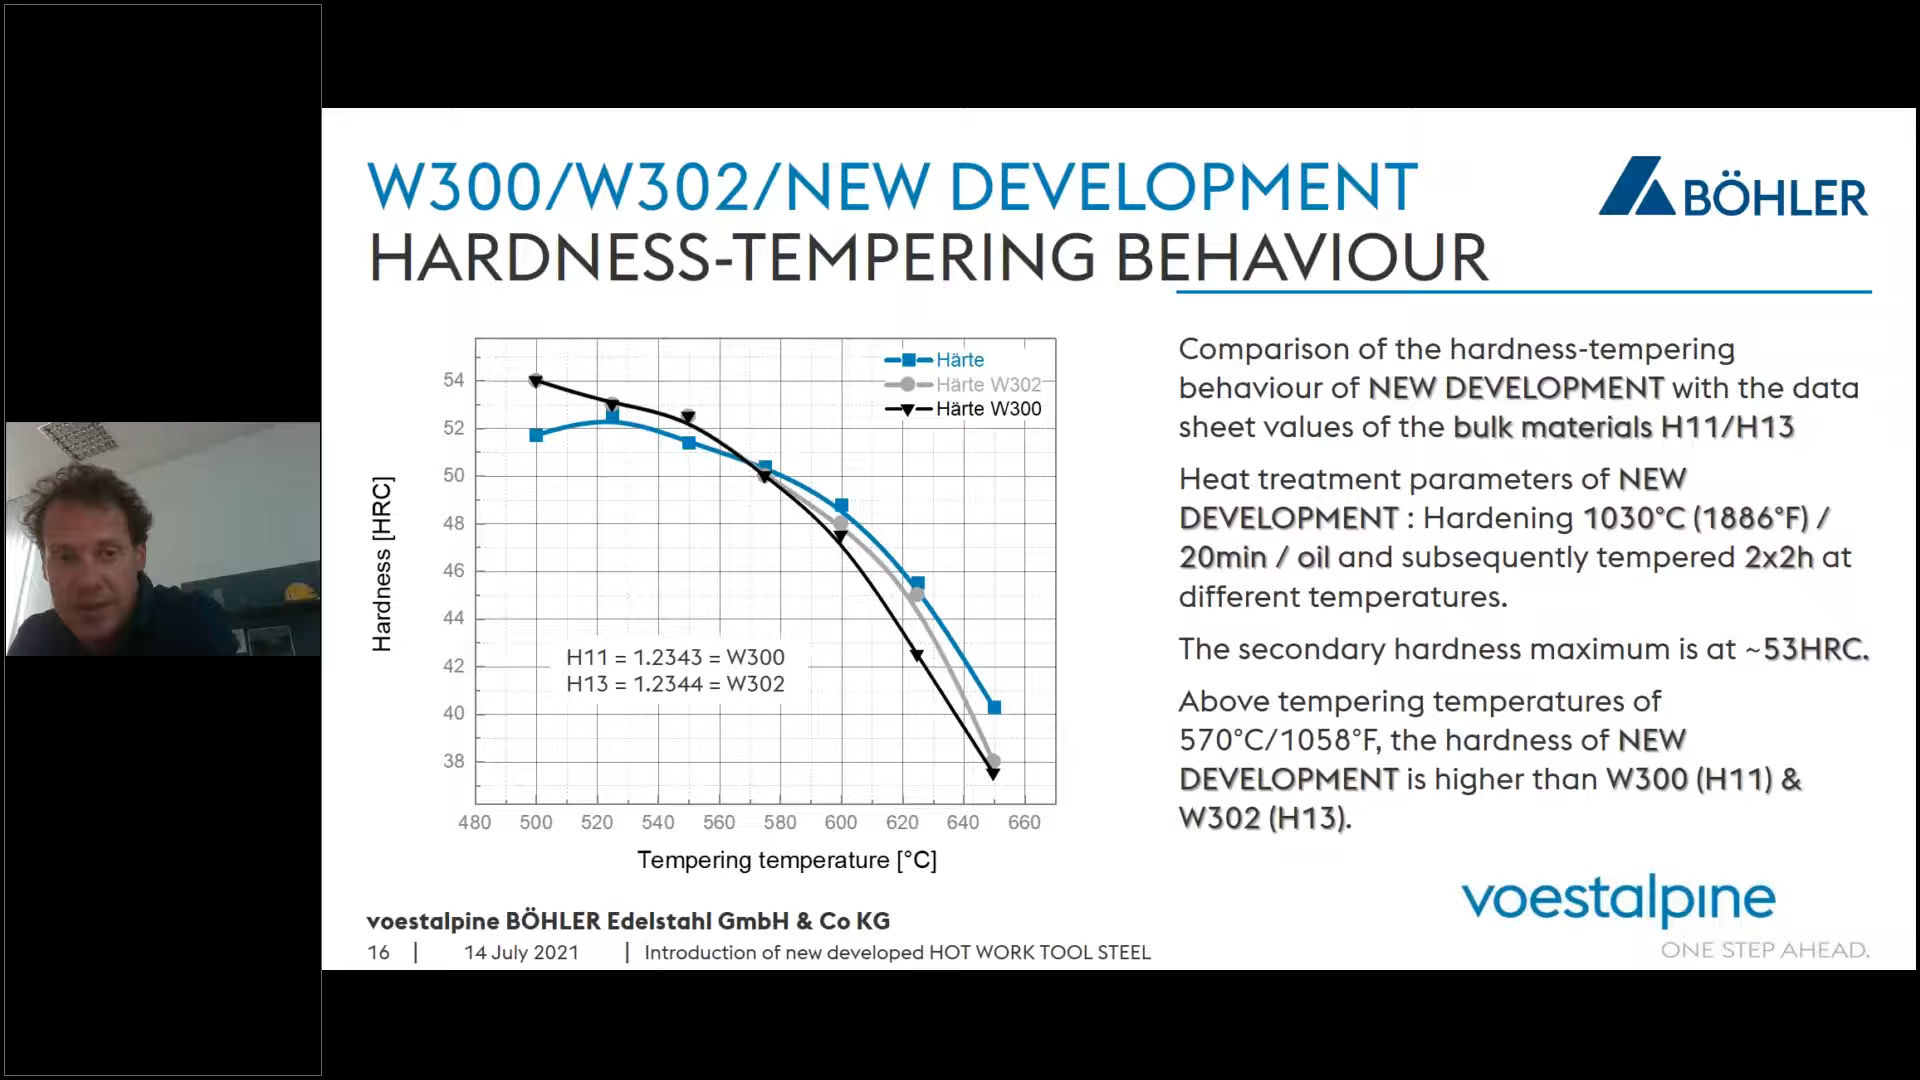 W300/W302/NEW DEVELOPMENT
HARDNESS-TEMPERING BEHAVIOUR
BÖHLER
Härte
Härte W302
Härte W300
54
52
50
48
46
44
42
40
38
Hardness [HRC]
H11 = 1.2343 = W300
H13 = 1.2344 = W302
480 500 520 540 560 580 600 620 640 660
Tempering temperature [°C]
Comparison of the hardness-tempering
behaviour of NEW DEVELOPMENT with the data
sheet values of the bulk materials H11/H13
Heat treatment parameters of NEW
DEVELOPMENT : Hardening 1030°C (1886°F) /
20min / oil and subsequently tempered 2x2h at
different temperatures.
The secondary hardness maximum is at ~53HRC.
Above tempering temperatures of
570°C/1058°F, the hardness of NEW
DEVELOPMENT is higher than W300 (H11) &
W302 (H13).
voestalpine
ONE STEP AHEAD.
voestalpine BÖHLER Edelstahl GmbH & Co KG
16 | 14 July 2021 | Introduction of new developed HOT WORK TOOL STEEL